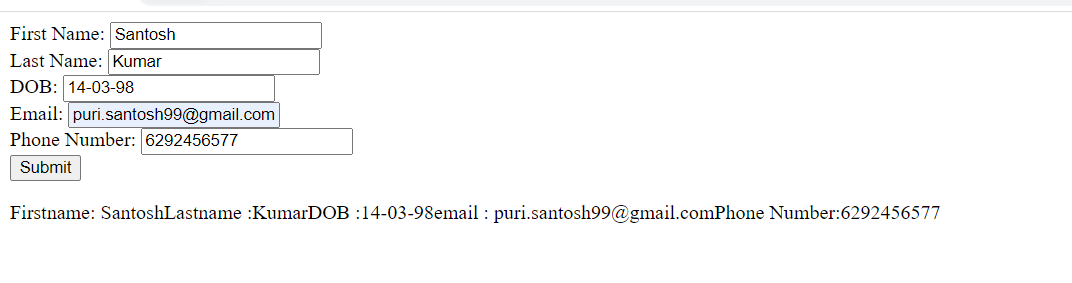 First Name: Santosh
Last Name: Kumar
DOB: 14-03-98
Email: puri.santosh99@gmail.com
Phone Number: 6292456577
Submit
Firstname: SantoshLastname :KumarDOB :14-03-98email : puri.santosh99@gmail.comPhone Number:6292456577